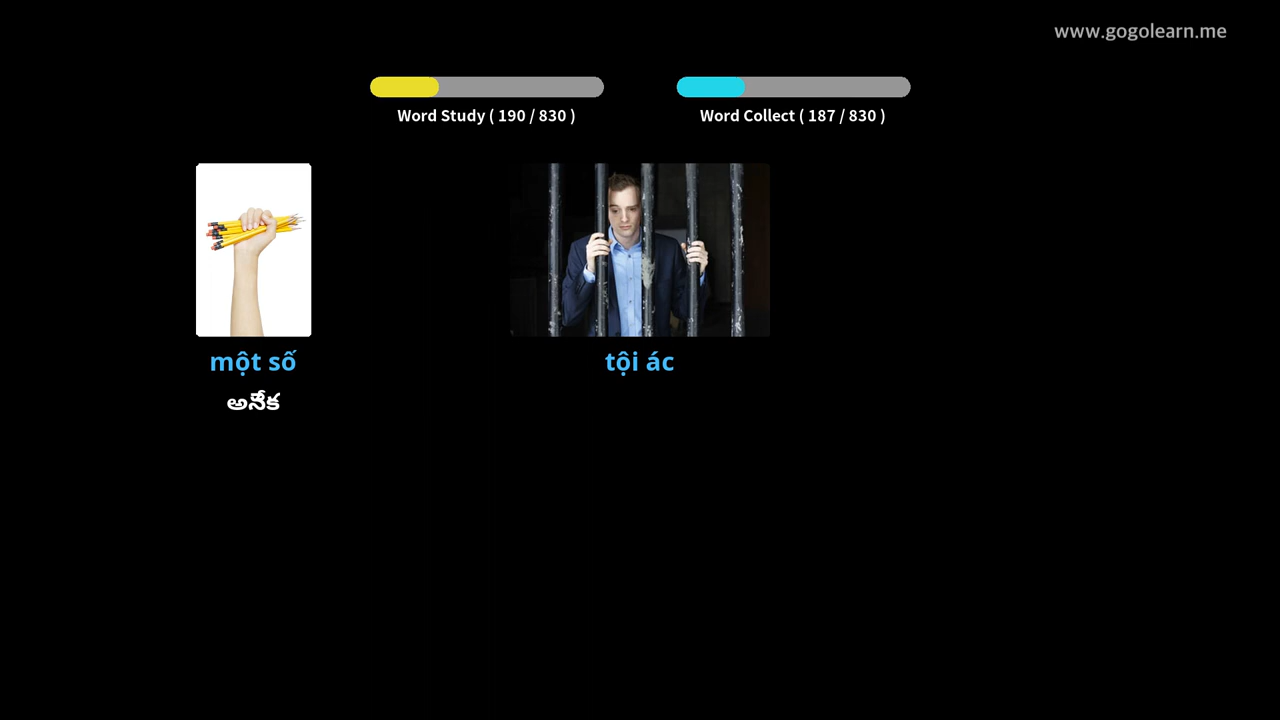 www.gogolearn.me
Word Study ( 190 / 830 )
Word Collect ( 187 / 830 )
một số
అనేక
tội ác